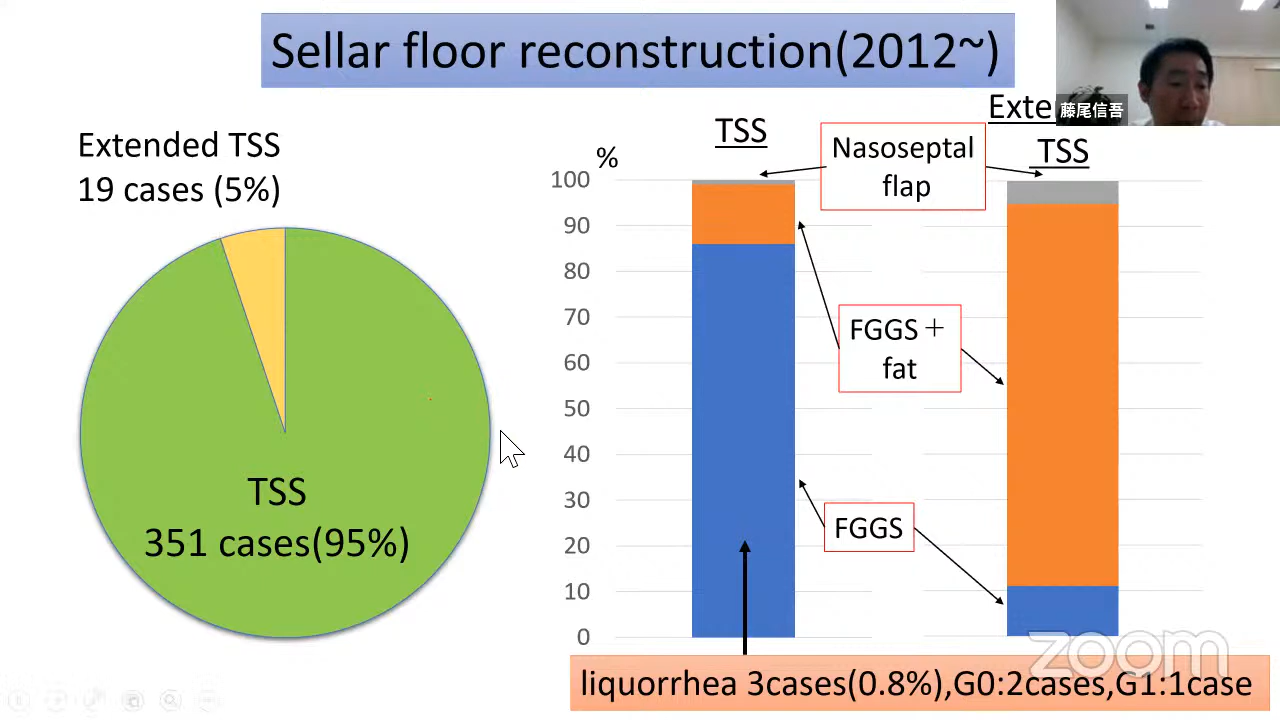 Sellar floor reconstruction(2012~)
藤尾信吾
Extended TSS
19 cases (5%)
TSS
351 cases(95%)
%
100
90
80
70
60
50
40
30
20
10
0
TSS
Nasoseptal
flap
Exte
TSS
FGGS＋
fat
FGGS
liquorrhea 3cases(0.8%),G0:2cases,G1:1case
zoom